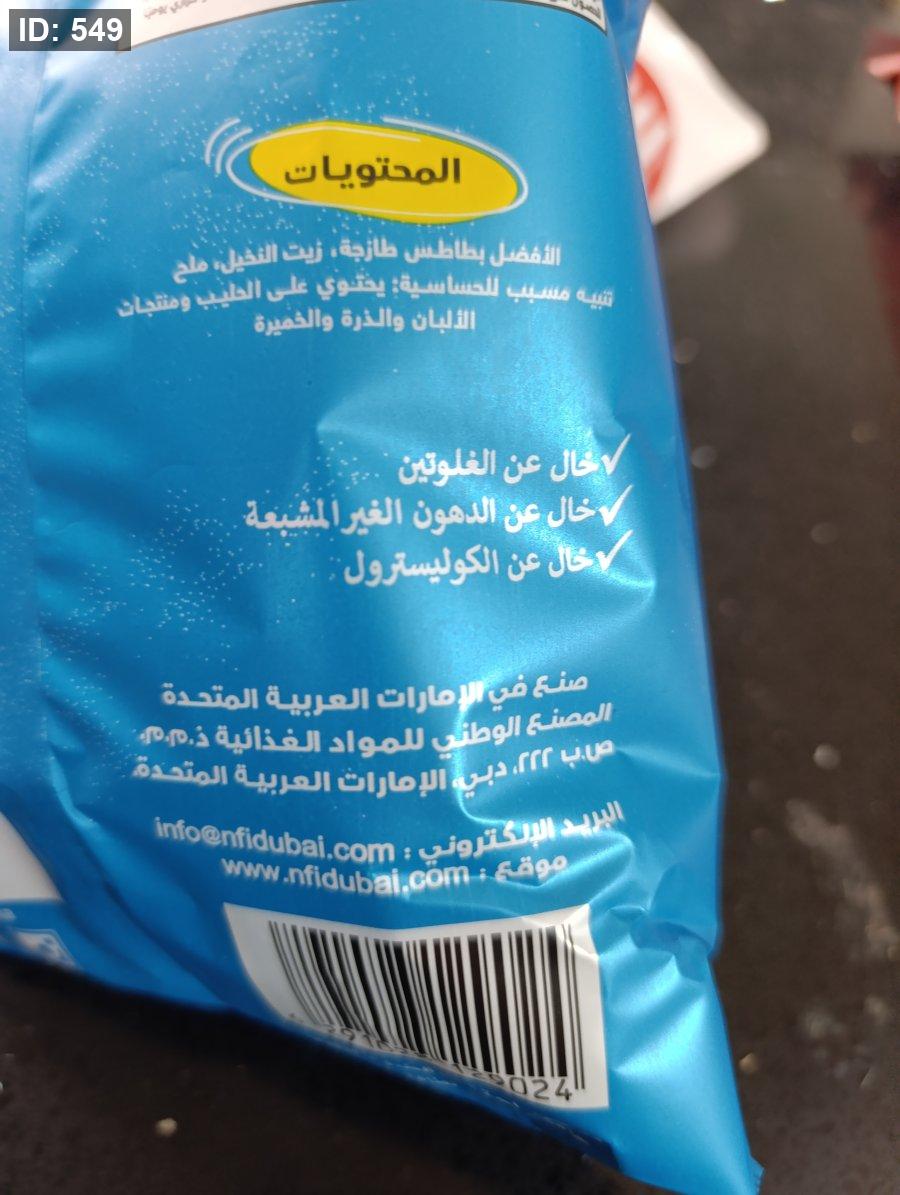 ID: 549
المحتويات
الأفضل بطاطس طازجة، زيت النخيل، ملح
تنبيه مسبب للحساسية: يحتوي على الحليب ومنتجات
الألبان والذرة والخميرة
✓خال عن الغلوتين
✓خال عن الدهون الغير المشبعة
✓خال عن الكوليسترول
صنع في الإمارات العربية المتحدة
المصنع الوطني للمواد الغذائية ذ.م.م.
ص.ب ٢٢٢، دبي، الإمارات العربية المتحدة.
البريد الإلكتروني : info@nfidubai.com
موقع : www.nfidubai.com